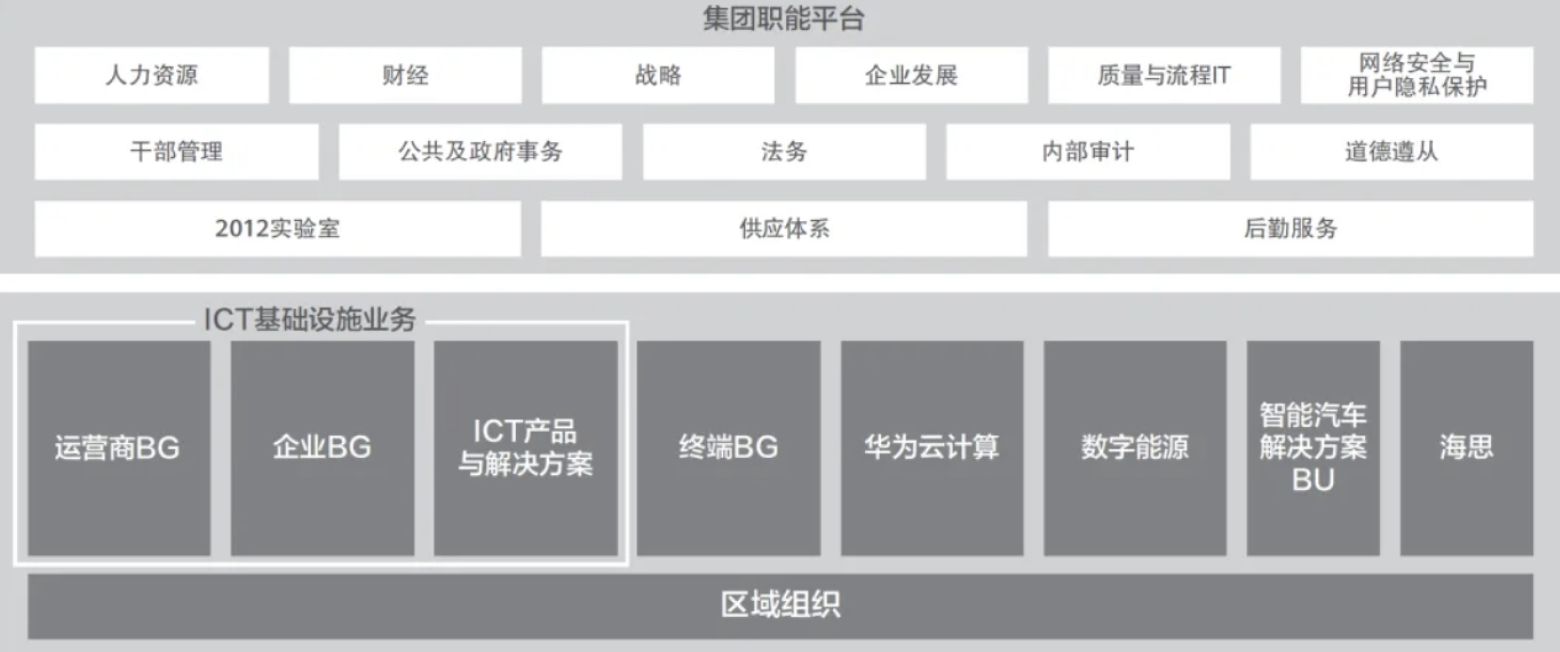 集团职能平台
人力资源
财经
战略
企业发展
质量与流程IT
网络安全与
用户隐私保护
干部管理
公共及政府事务
法务
内部审计
道德遵从
2012实验室
供应体系
后勤服务
ICT基础设施业务
运营商BG
企业BG
ICT产品
与解决方案
终端BG
华为云计算
数字能源
智能汽车
解决方案
BU
海思
区域组织